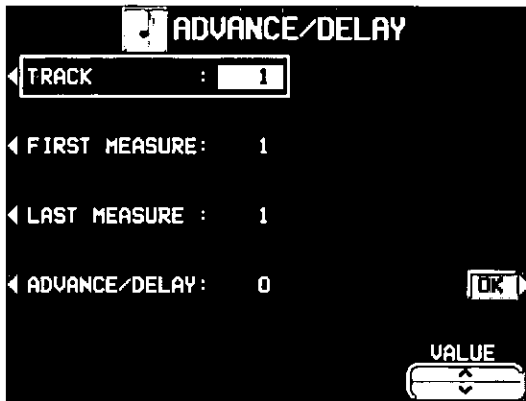 ADVANCE/DELAY
TRACK : 1
FIRST MEASURE: 1
LAST MEASURE : 1
ADVANCE/DELAY: 0
OK
VALUE